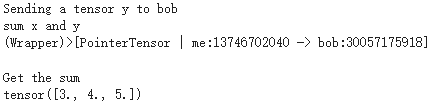 Sending a tensor y to bob
sum x and y
(Wrapper)>[PointerTensor | me:13746702040 -> bob:30057175918]
Get the sum
tensor([3., 4., 5.])